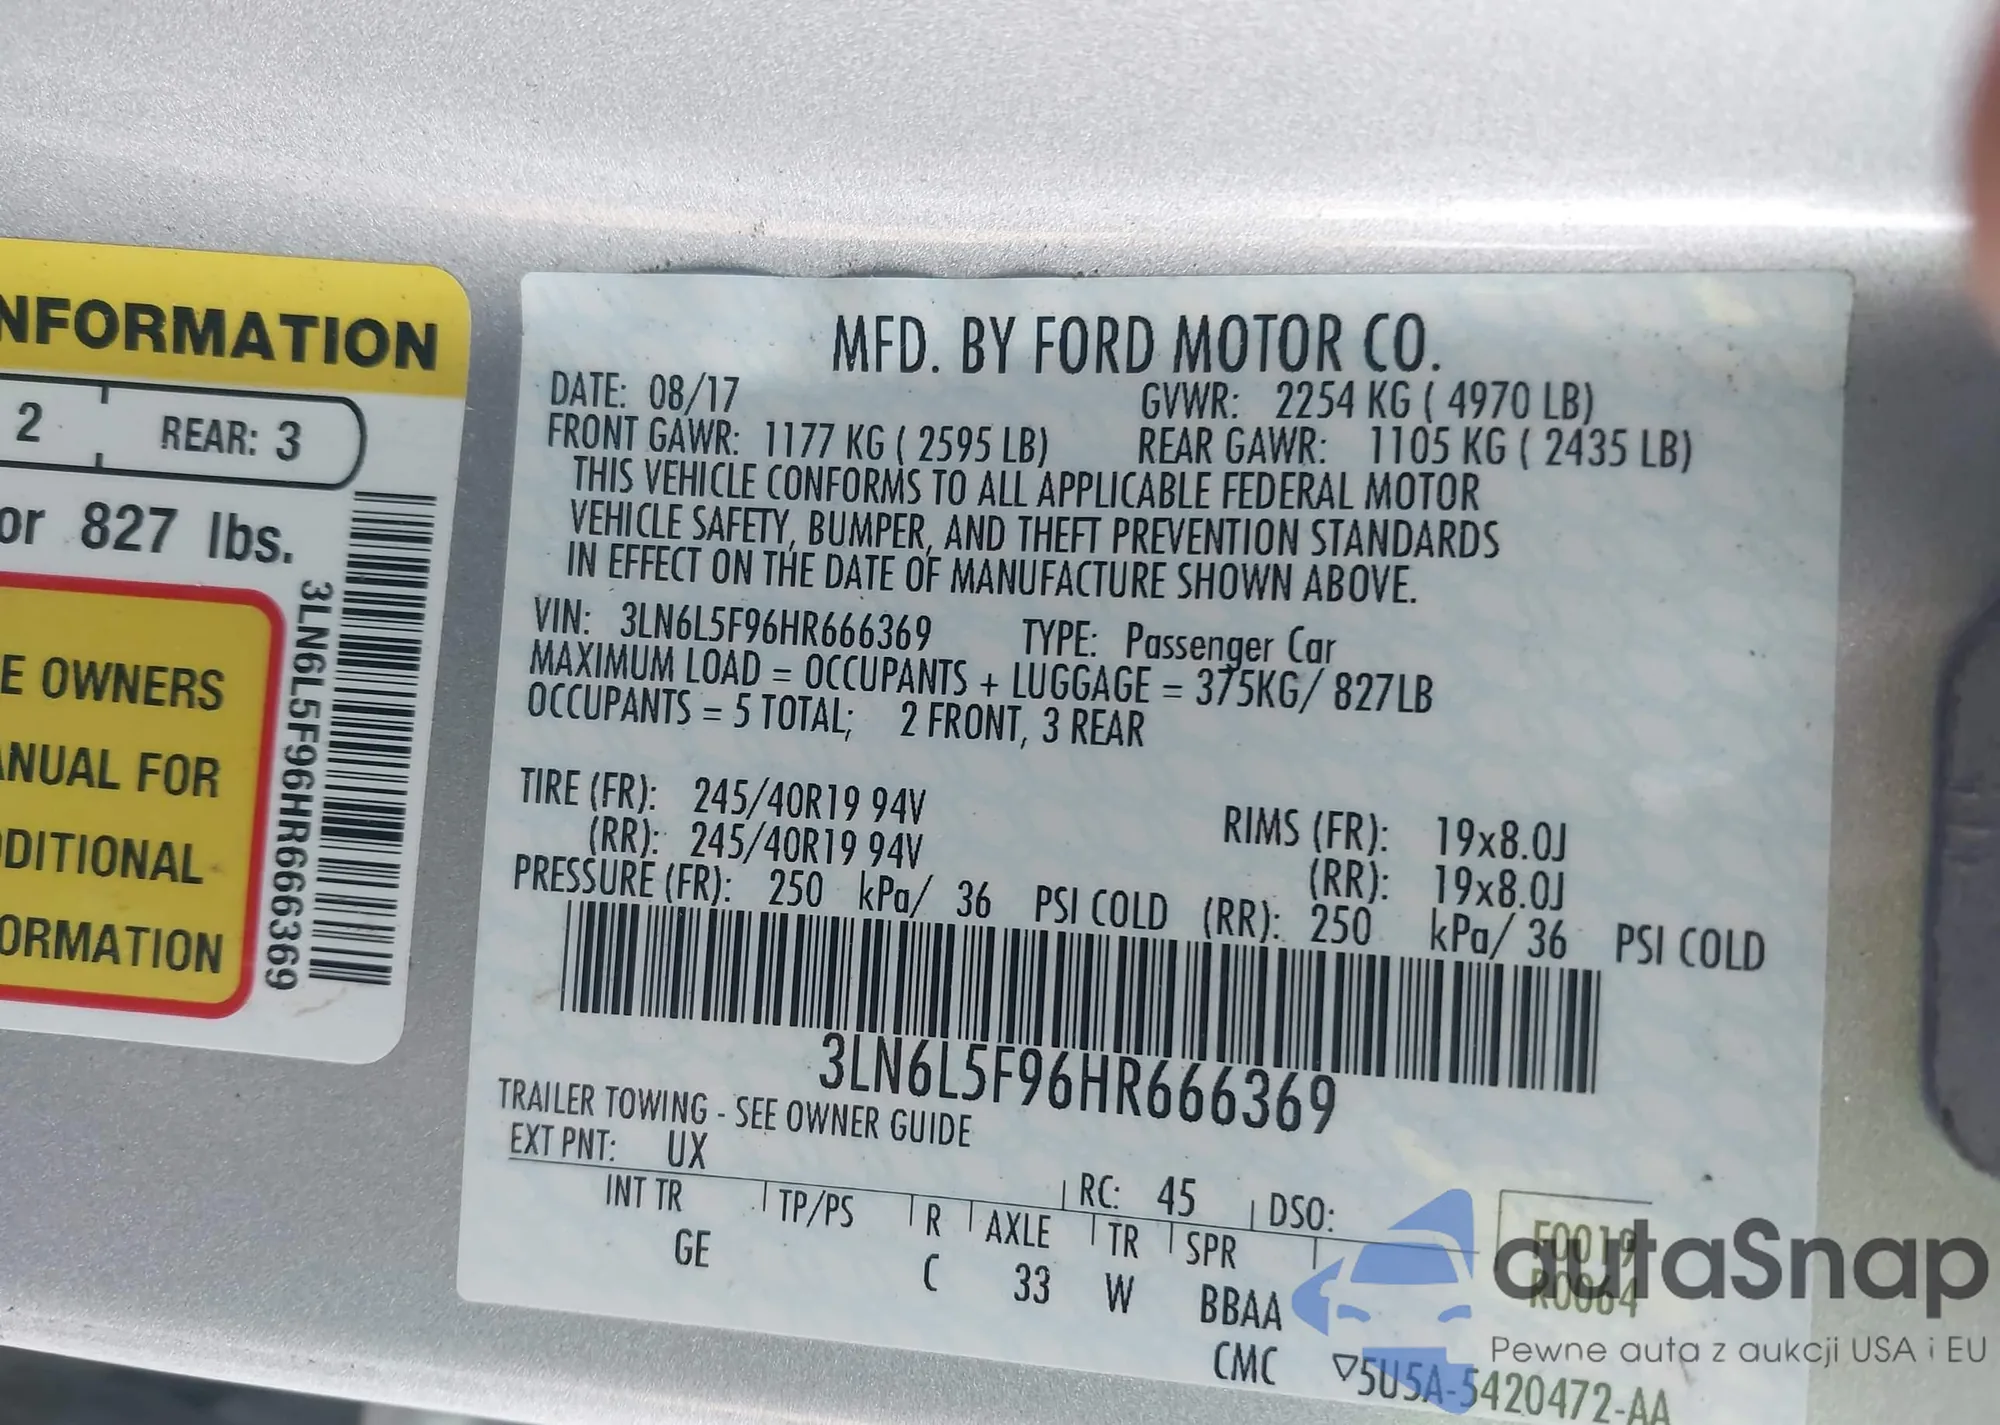 NFORMATION
2
REAR: 3
or 827 lbs.
E OWNERS
ANUAL FOR
DDITIONAL
ORMATION
3LN6L5F96HR666369
MFD. BY FORD MOTOR CO.
DATE: 08/17 GVWR: 2254 KG ( 4970 LB)
FRONT GAWR: 1177 KG ( 2595 LB) REAR GAWR: 1105 KG ( 2435 LB)
THIS VEHICLE CONFORMS TO ALL APPLICABLE FEDERAL MOTOR
VEHICLE SAFETY, BUMPER, AND THEFT PREVENTION STANDARDS
IN EFFECT ON THE DATE OF MANUFACTURE SHOWN ABOVE.
VIN: 3LN6L5F96HR666369 TYPE: Passenger Car
MAXIMUM LOAD = OCCUPANTS + LUGGAGE = 375KG/ 827LB
OCCUPANTS = 5 TOTAL; 2 FRONT, 3 REAR
TIRE (FR): 245/40R19 94V RIMS (FR): 19x8.0J
(RR): 245/40R19 94V (RR): 19x8.0J
PRESSURE (FR): 250 kPa/ 36 PSI COLD (RR): 250 kPa/ 36 PSI COLD
3LN6L5F96HR666369
TRAILER TOWING - SEE OWNER GUIDE
EXT PNT: UX RC: 45 DSO:
INT TR TP/PS R AXLE TR SPR
GE C 33 W BBAA
F0019
R0064
CMC ▽5U5A-5420472-AA
autaSnap
Pewne auta z aukcji USA i EU